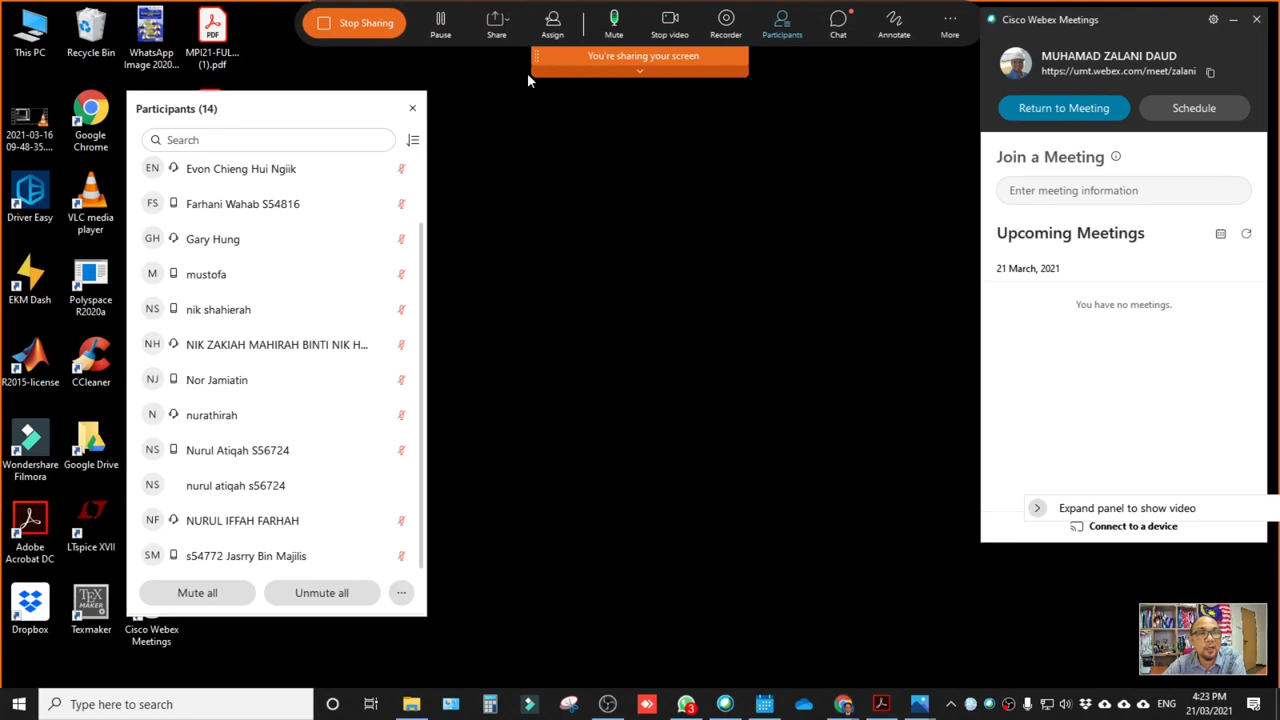 Stop Sharing
Pause
Share
Assign
Mute
Stop video
Recorder
Participants
Chat
Annotate
More
You're sharing your screen
This PC
Recycle Bin
WhatsApp
Image 2020...
MPI21-FUL...
(1).pdf
2021-03-16
09-48-35....
Google
Chrome
Driver Easy
VLC media
player
EKM Dash
Polyspace
R2020a
R2015-license
CCleaner
Wondershare
Filmora
Google Drive
Adobe
Acrobat DC
LTspice XVII
Dropbox
Texmaker
Cisco Webex
Meetings
Participants (14)
Search
EN Evon Chieng Hui Ngiik
FS Farhani Wahab S54816
GH Gary Hung
M mustofa
NS nik shahierah
NH NIK ZAKIAH MAHIRAH BINTI NIK H...
NJ Nor Jamiatin
N nurathirah
NS Nurul Atiqah S56724
NS nurul atiqah s56724
NF NURUL IFFAH FARHAH
SM s54772 Jasrry Bin Majilis
Mute all
Unmute all
...
Cisco Webex Meetings
MUHAMAD ZALANI DAUD
https://umt.webex.com/meet/zalani
Return to Meeting
Schedule
Join a Meeting
Enter meeting information
Upcoming Meetings
21 March, 2021
You have no meetings.
Expand panel to show video
Connect to a device
Type here to search
3
ENG
4:23 PM
21/03/2021